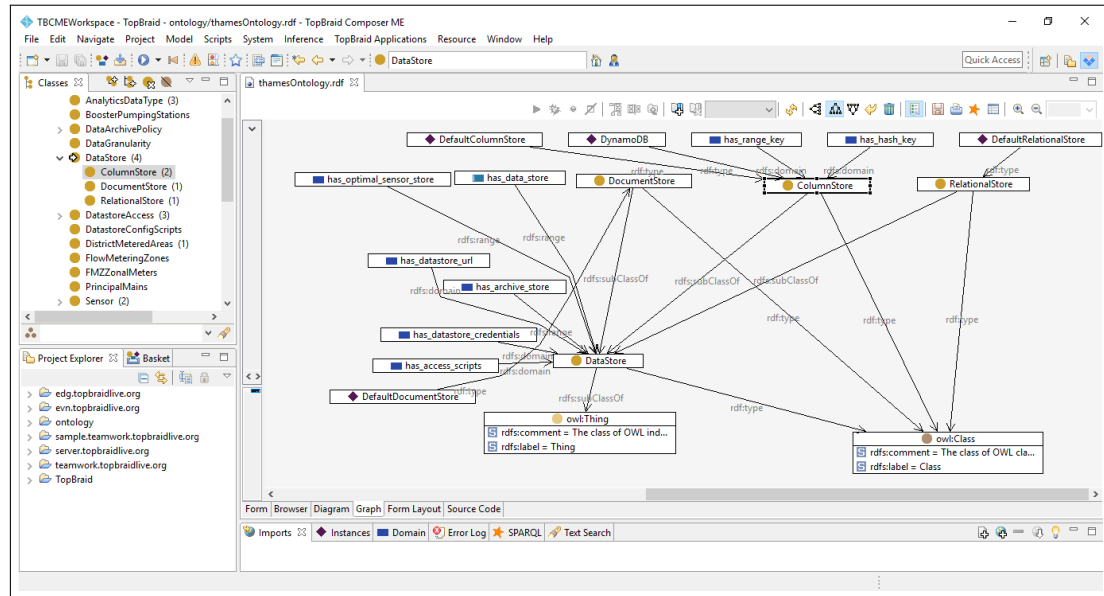 TBCMEWorkspace - TopBraid - ontology/thamesOntology.rdf - TopBraid Composer ME
File Edit Navigate Project Model Scripts System Inference TopBraid Applications Resource Window Help
DataStore
Quick Access
Classes
AnalyticsDataType (3)
BoosterPumpingStations
DataArchivePolicy
DataGranularity
DataStore (4)
ColumnStore (2)
DocumentStore (1)
RelationalStore (1)
DatastoreAccess (3)
DatastoreConfigScripts
DistrictMeteredAreas (1)
FlowMeteringZones
FMZZonalMeters
PrincipalMains
Sensor (2)
Project Explorer Basket
edg.topbraidlive.org
evn.topbraidlive.org
ontology
sample.teamwork.topbraidlive.org
server.topbraidlive.org
teamwork.topbraidlive.org
TopBraid
thamesOntology.rdf
DefaultColumnStore DynamoDB has_range_key has_hash_key DefaultRelationalStore
rdf:type rdf:type rdfs:domain rdfs:domain rdf:type
has_optimal_sensor_store has_data_store DocumentStore ColumnStore RelationalStore
rdfs:range rdfs:range
has_datastore_url
rdfs:subClassOf rdfs:subClassOf rdfs:subClassOf
rdfs:domain has_archive_store
rdf:type rdf:type rdf:type
has_datastore_credentials rdfs:range
rdfs:domain DataStore
has_access_scripts rdfs:domain
rdf:type
DefaultDocumentStore rdfs:subClassOf
rdf:type
owl:Thing
rdfs:comment = The class of OWL ind...
rdfs:label = Thing
owl:Class
rdfs:comment = The class of OWL cla...
rdfs:label = Class
Form Browser Diagram Graph Form Layout Source Code
Imports Instances Domain Error Log SPARQL Text Search